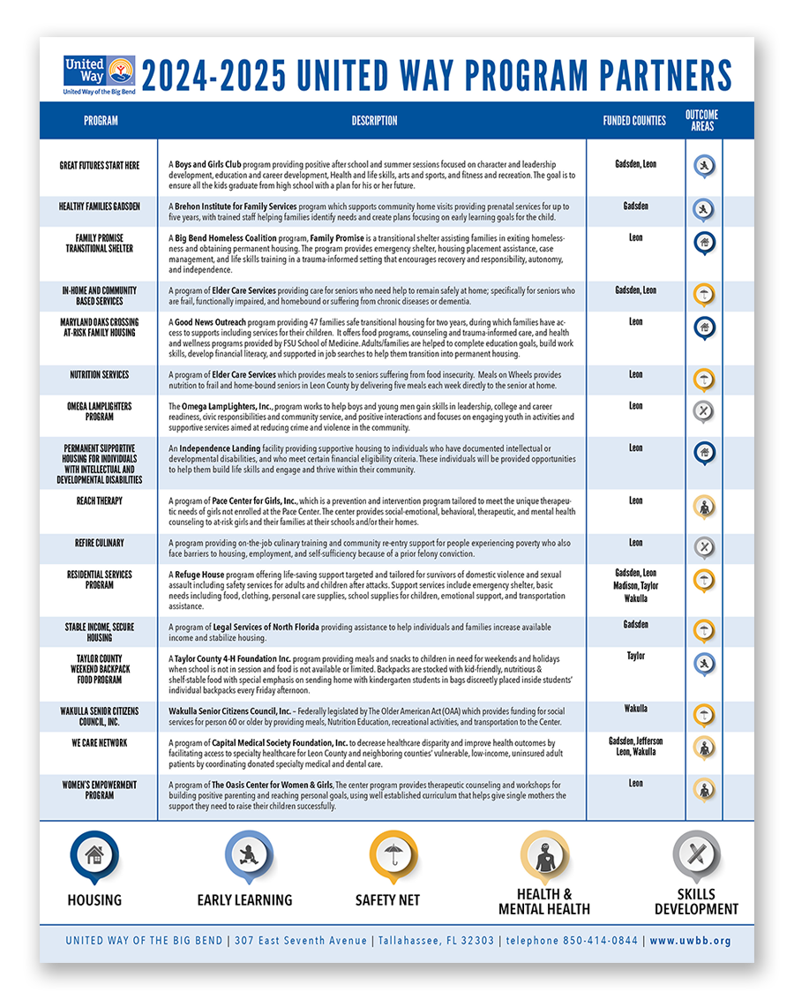 United
Way
United Way of the Big Bend
2024-2025 UNITED WAY PROGRAM PARTNERS
PROGRAM
DESCRIPTION
FUNDED COUNTIES
OUTCOME
AREAS
GREAT FUTURES START HERE
A Boys and Girls Club program providing positive after school and summer sessions focused on character and leadership
development, education and career development, Health and life skills, arts and sports, and fitness and recreation. The goal is to
ensure all the kids graduate from high school with a plan for his or her future.
Gadsden, Leon
HEALTHY FAMILIES GADSDEN
A Brehon Institute for Family Services program which supports community home visits providing prenatal services for up to
five years, with trained staff helping families identify needs and create plans focusing on early learning goals for the child.
Gadsden
FAMILY PROMISE
TRANSITIONAL SHELTER
A Big Bend Homeless Coalition program, Family Promise is a transitional shelter assisting families in exiting homeless-
ness and obtaining permanent housing. The program provides emergency shelter, housing placement assistance, case
management, and life skills training in a trauma-informed setting that encourages recovery and responsibility, autonomy,
and independence.
Leon
IN-HOME AND COMMUNITY
BASED SERVICES
A program of Elder Care Services providing care for seniors who need help to remain safely at home; specifically for seniors who
are frail, functionally impaired, and homebound or suffering from chronic diseases or dementia.
Gadsden, Leon
MARYLAND OAKS CROSSING
AT-RISK FAMILY HOUSING
A Good News Outreach program providing 47 families safe transitional housing for two years, during which families have ac-
cess to supports including services for their children. It offers food programs, counseling and trauma-informed care, and health
and wellness programs provided by FSU School of Medicine. Adults/families are helped to complete education goals, build work
skills, develop financial literacy, and supported in job searches to help them transition into permanent housing.
Leon
NUTRITION SERVICES
A program of Elder Care Services which provides meals to seniors suffering from food insecurity. Meals on Wheels provides
nutrition to frail and home-bound seniors in Leon County by delivering five meals each week directly to the senior at home.
Leon
OMEGA LAMPLIGHTERS
PROGRAM
The Omega LampLighters, Inc., program works to help boys and young men gain skills in leadership, college and career
readiness, civic responsibilities and community service, and positive interactions and focuses on engaging youth in activities and
supportive services aimed at reducing crime and violence in the community.
Leon
PERMANENT SUPPORTIVE
HOUSING FOR INDIVIDUALS
WITH INTELLECTUAL AND
DEVELOPMENTAL DISABILITIES
An Independence Landing facility providing supportive housing to individuals who have documented intellectual or
developmental disabilities, and who meet certain financial eligibility criteria. These individuals will be provided opportunities
to help them build life skills and engage and thrive within their community.
Leon
REACH THERAPY
A program of Pace Center for Girls, Inc., which is a prevention and intervention program tailored to meet the unique therapeu-
tic needs of girls not enrolled at the Pace Center. The center provides social-emotional, behavioral, therapeutic, and mental health
counseling to at-risk girls and their families at their schools and/or their homes.
Leon
REFIRE CULINARY
A program providing on-the-job culinary training and community re-entry support for people experiencing poverty who also
face barriers to housing, employment, and self-sufficiency because of a prior felony conviction.
Leon
RESIDENTIAL SERVICES
PROGRAM
A Refuge House program offering life-saving support targeted and tailored for survivors of domestic violence and sexual
assault including safety services for adults and children after attacks. Support services include emergency shelter, basic
needs including food, clothing, personal care supplies, school supplies for children, emotional support, and transportation
assistance.
Gadsden, Leon
Madison, Taylor
Wakulla
STABLE INCOME, SECURE
HOUSING
A program of Legal Services of North Florida providing assistance to help individuals and families increase available
income and stabilize housing.
Gadsden
TAYLOR COUNTY
WEEKEND BACKPACK
FOOD PROGRAM
A Taylor County 4-H Foundation Inc. program providing meals and snacks to children in need for weekends and holidays
when school is not in session and food is not available or limited. Backpacks are stocked with kid-friendly, nutritious &
shelf-stable food with special emphasis on sending home with kindergarten students in bags discreetly placed inside students'
individual backpacks every Friday afternoon.
Taylor
WAKULLA SENIOR CITIZENS
COUNCIL, INC.
Wakulla Senior Citizens Council, Inc. – Federally legislated by The Older American Act (OAA) which provides funding for social
services for person 60 or older by providing meals, Nutrition Education, recreational activities, and transportation to the Center.
Wakulla
WE CARE NETWORK
A program of Capital Medical Society Foundation, Inc. to decrease healthcare disparity and improve health outcomes by
facilitating access to specialty healthcare for Leon County and neighboring counties' vulnerable, low-income, uninsured adult
patients by coordinating donated specialty medical and dental care.
Gadsden, Jefferson
Leon, Wakulla
WOMEN'S EMPOWERMENT
PROGRAM
A program of The Oasis Center for Women & Girls, The center program provides therapeutic counseling and workshops for
building positive parenting and reaching personal goals, using well established curriculum that helps give single mothers the
support they need to raise their children successfully.
Leon
HOUSING
EARLY LEARNING
SAFETY NET
HEALTH &
MENTAL HEALTH
SKILLS
DEVELOPMENT
UNITED WAY OF THE BIG BEND | 307 East Seventh Avenue | Tallahassee, FL 32303 | telephone 850-414-0844 | www.uwbb.org